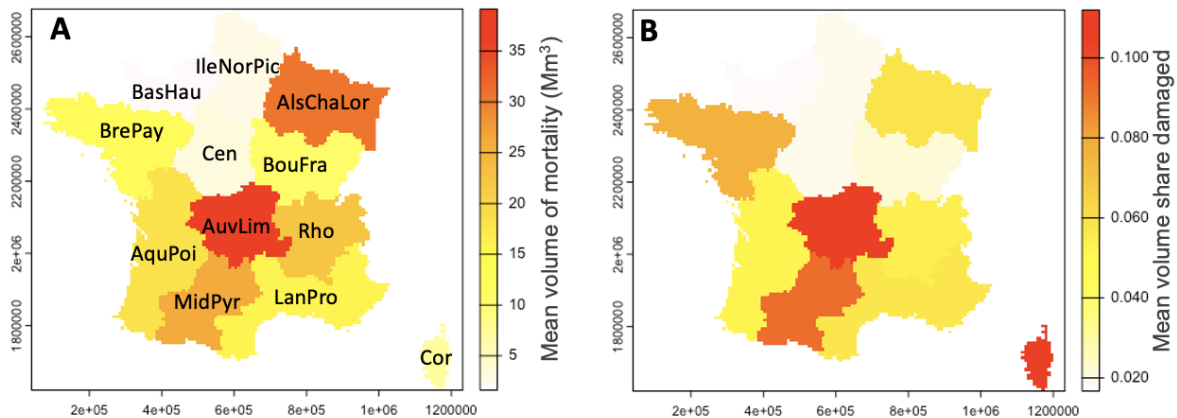 A
2600000
2400000
2200000
2e+06
1800000
IleNorPic
BasHau
AlsChaLor
BrePay
Cen
BouFra
AuvLim
Rho
AquPoi
MidPyr
LanPro
Cor
2e+05 4e+05 6e+05 8e+05 1e+06 1200000
35
30
25
20
15
10
5
Mean volume of mortality (Mm³)
B
2600000
2400000
2200000
2e+06
1800000
2e+05 4e+05 6e+05 8e+05 1e+06 1200000
0.100
0.080
0.060
0.040
0.020
Mean volume share damaged